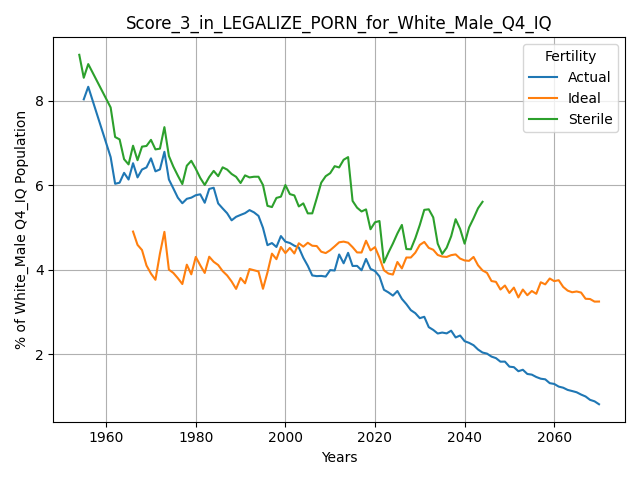 Score_3_in_LEGALIZE_PORN_for_White_Male_Q4_IQ
Fertility
Actual
Ideal
Sterile
% of White_Male Q4_IQ Population
8
6
4
2
1960 1980 2000 2020 2040 2060
Years